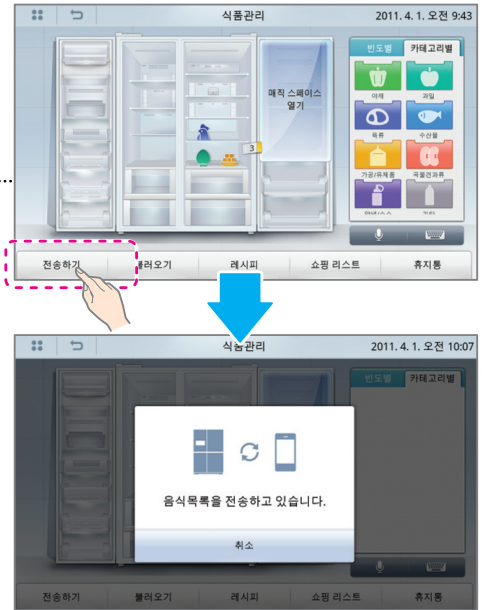 ...
식품관리
2011. 4. 1. 오전 9:43
빈도별
카테고리별
매직 스페이스
열기
야채
과일
육류
수산물
3
가공/유제품
곡물견과류
전송하기
불러오기
레시피
쇼핑 리스트
휴지통
식품관리
2011. 4. 1. 오전 10:07
빈도별
카테고리별
음식목록을 전송하고 있습니다.
취소
전송하기
불러오기
레시피
쇼핑 리스트
휴지통